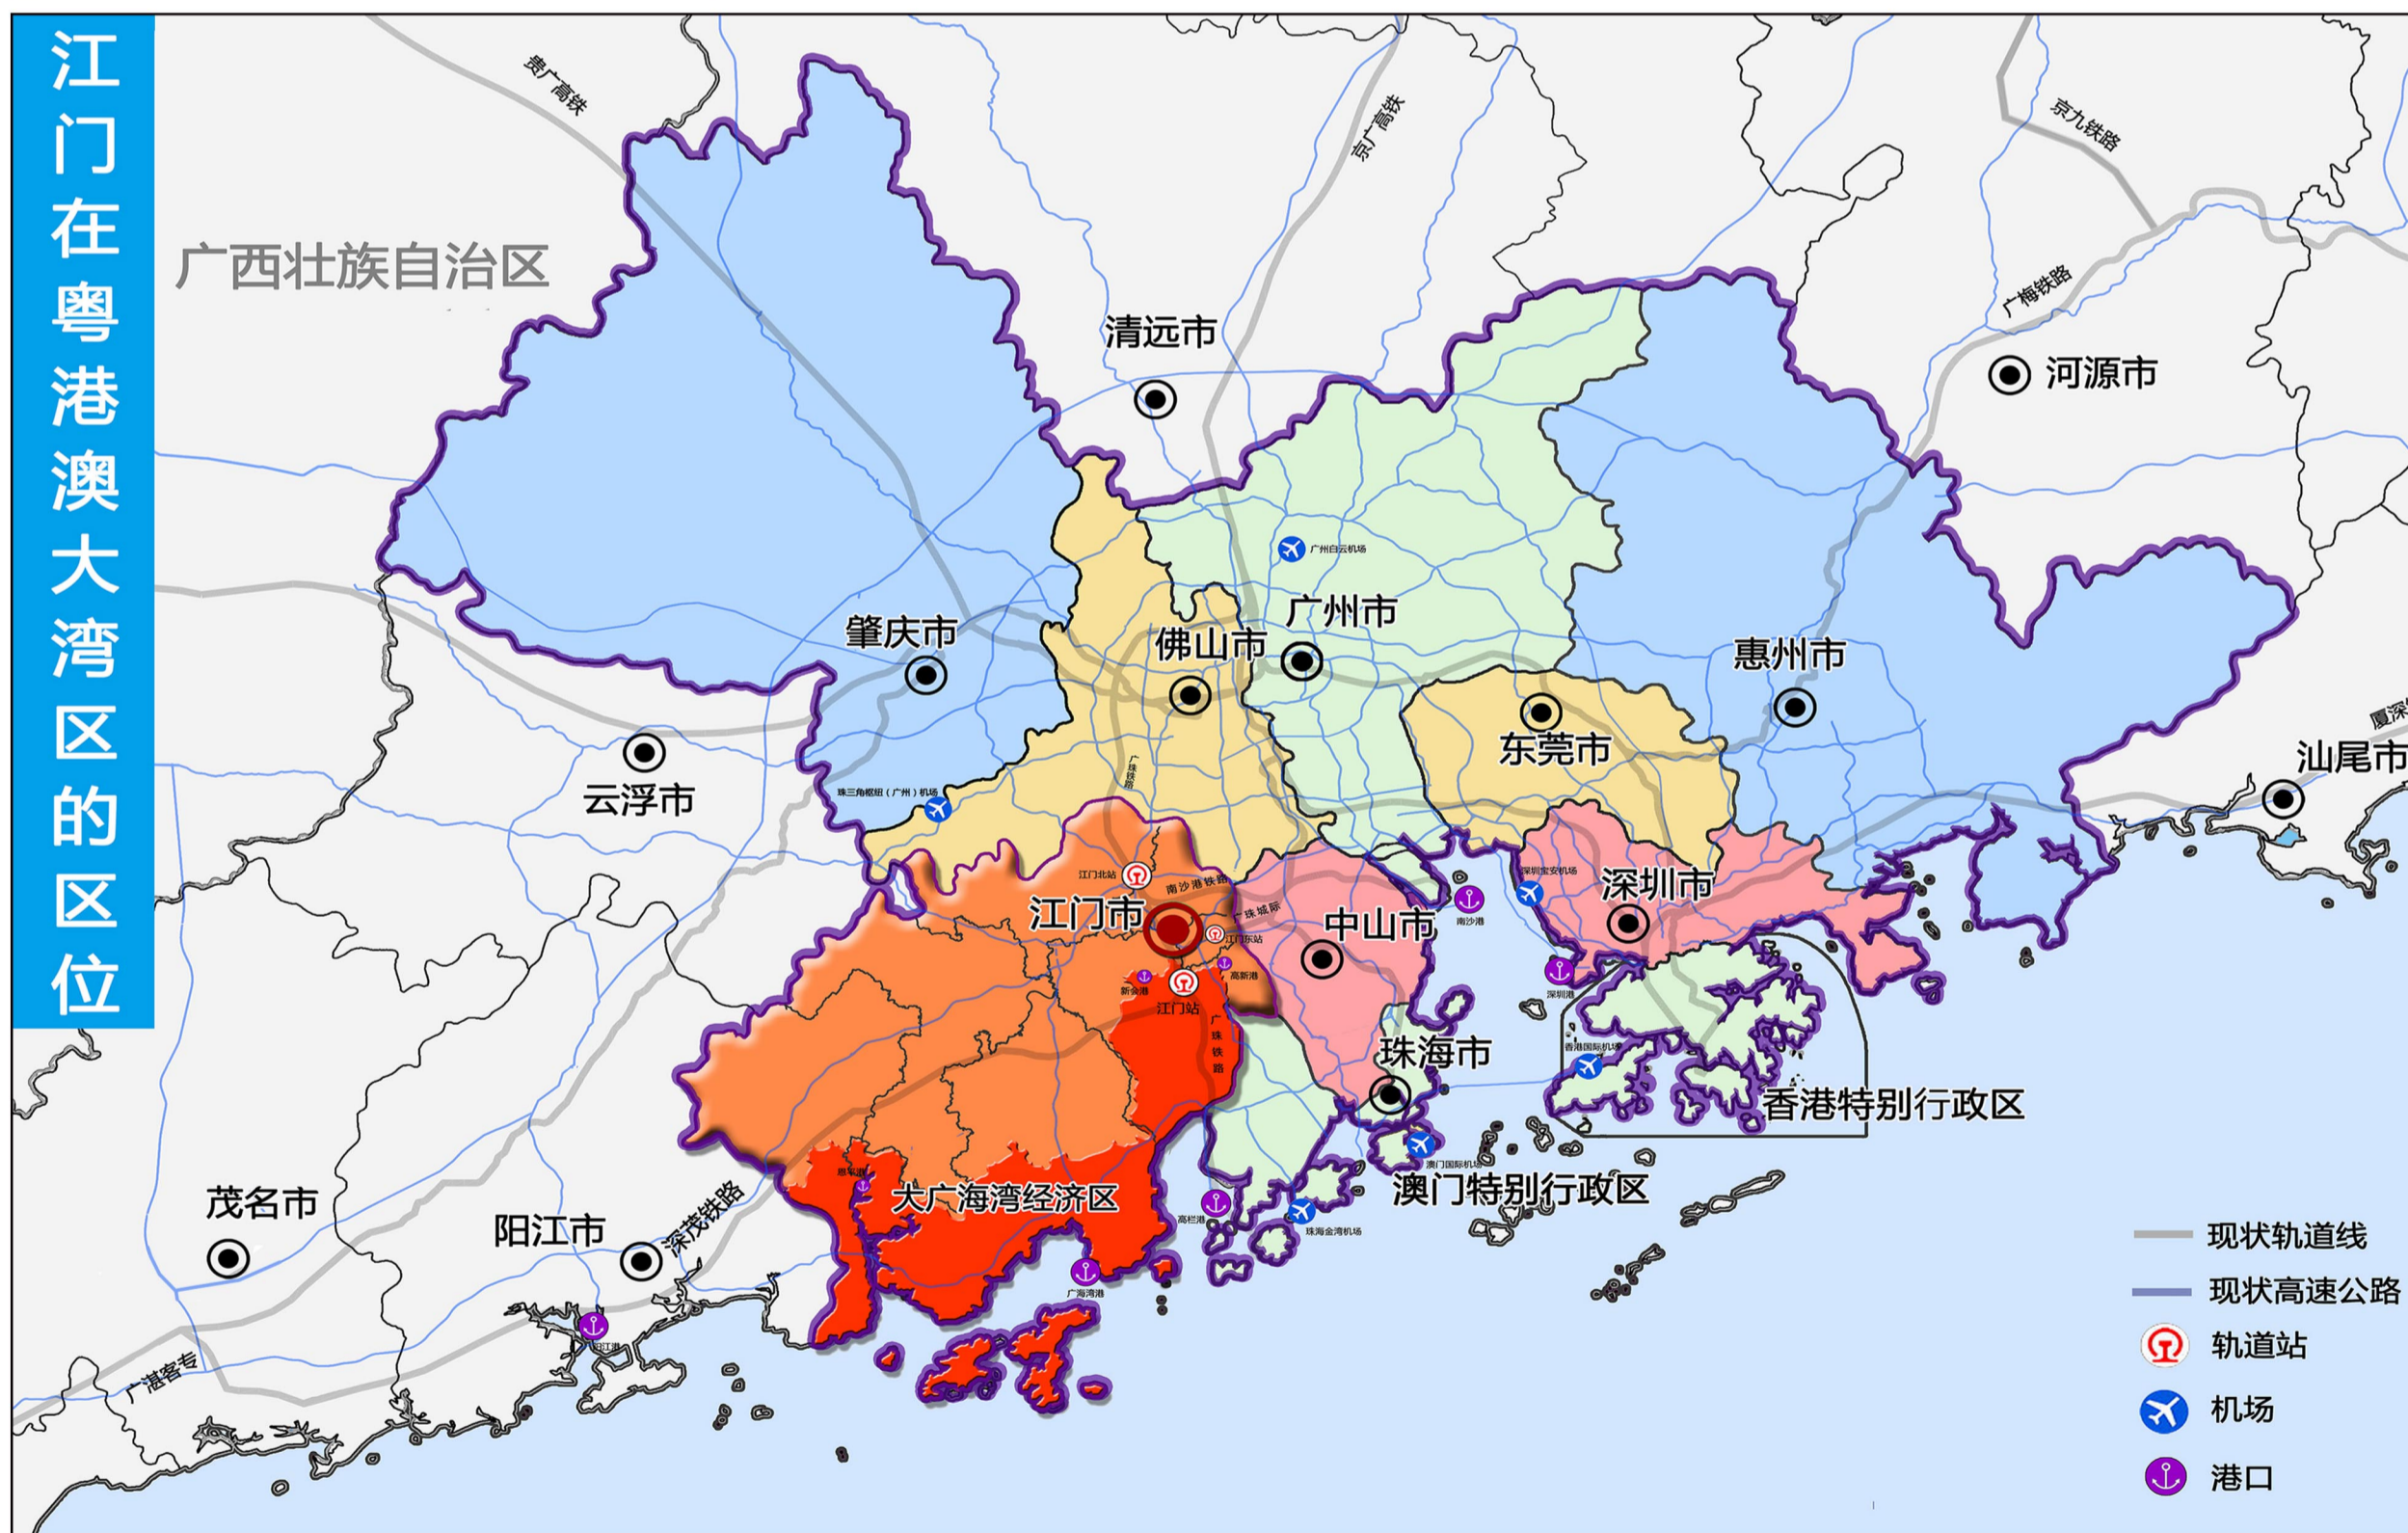 江门在粤港澳大湾区的区位
贵广高铁
京广高铁
京九铁路
广西壮族自治区
广梅铁路
清远市
河源市
广州白云机场
广州市
肇庆市
佛山市
惠州市
厦深
东莞市
汕尾市
云浮市
广珠铁路
珠三角枢纽（广州）机场
江门北站
南沙港铁路
深圳宝安机场
深圳市
江门市
广珠城际
中山市
南沙港
江门东站
新会港
高新港
深圳港
江门站
广珠铁路
珠海市
香港国际机场
香港特别行政区
澳门国际机场
恩平港
大广海湾经济区
澳门特别行政区
茂名市
阳江市
深茂铁路
高栏港
珠海金湾机场
广海湾港
阳江港
广湛客专
现状轨道线
现状高速公路
轨道站
机场
港口